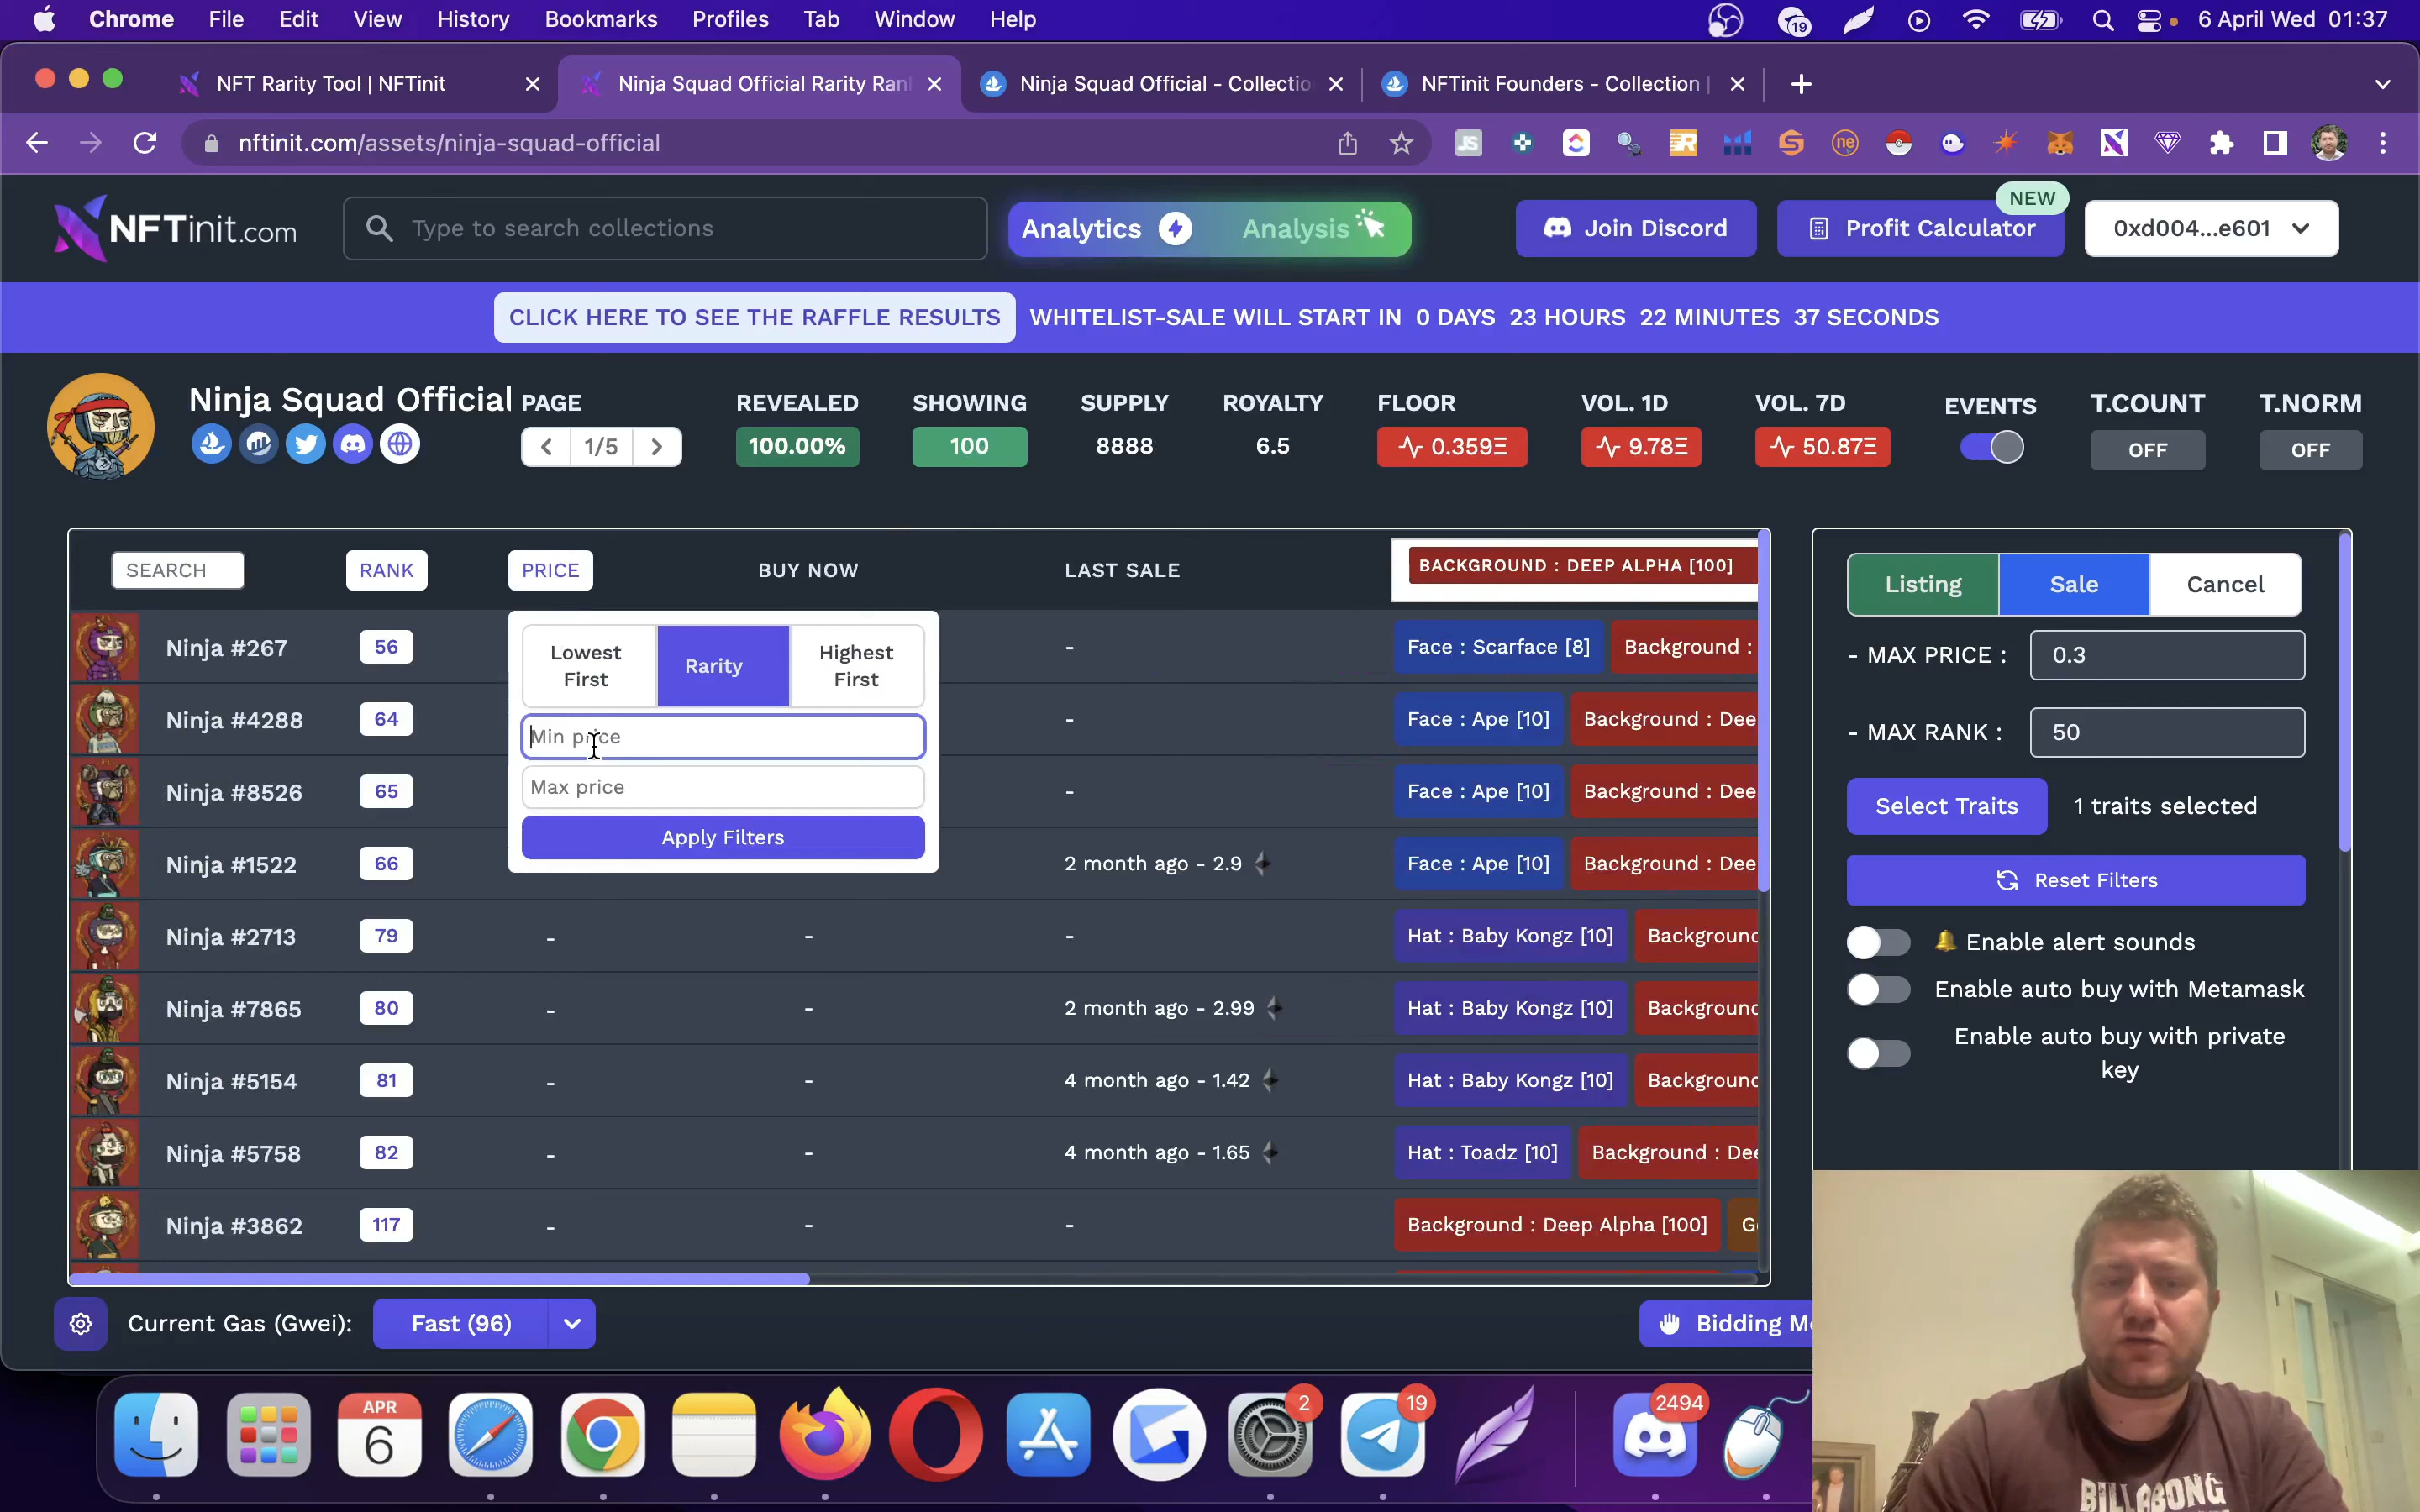 Chrome File Edit View History Bookmarks Profiles Tab Window Help 19 6 April Wed 01:37
NFT Rarity Tool | NFTinit Ninja Squad Official Rarity Ran Ninja Squad Official - Collectio NFTinit Founders - Collection |
nftinit.com/assets/ninja-squad-official
NEW
NFTinit.com Type to search collections Analytics Analysis Join Discord Profit Calculator 0xd004...e601
CLICK HERE TO SEE THE RAFFLE RESULTS WHITELIST-SALE WILL START IN 0 DAYS 23 HOURS 22 MINUTES 37 SECONDS
Ninja Squad Official PAGE REVEALED SHOWING SUPPLY ROYALTY FLOOR VOL. 1D VOL. 7D EVENTS T.COUNT T.NORM
1/5 100.00% 100 8888 6.5 0.359Ξ 9.78Ξ 50.87Ξ OFF OFF
SEARCH RANK PRICE BUY NOW LAST SALE BACKGROUND : DEEP ALPHA [100]
Ninja #267 56 - Face : Scarface [8] Background :
Ninja #4288 64 - Face : Ape [10] Background : Dee
Ninja #8526 65 - Face : Ape [10] Background : Dee
Ninja #1522 66 2 month ago - 2.9 Face : Ape [10] Background : Dee
Ninja #2713 79 - - - Hat : Baby Kongz [10] Background
Ninja #7865 80 - - 2 month ago - 2.99 Hat : Baby Kongz [10] Background
Ninja #5154 81 - - 4 month ago - 1.42 Hat : Baby Kongz [10] Background
Ninja #5758 82 - - 4 month ago - 1.65 Hat : Toadz [10] Background : Dee
Ninja #3862 117 - - - Background : Deep Alpha [100] G
Lowest First Rarity Highest First
Min price
Max price
Apply Filters
Listing Sale Cancel
- MAX PRICE : 0.3
- MAX RANK : 50
Select Traits 1 traits selected
Reset Filters
Enable alert sounds
Enable auto buy with Metamask
Enable auto buy with private
key
Current Gas (Gwei): Fast (96) Bidding Mo
APR
6
2
19
2494
BILLABONG